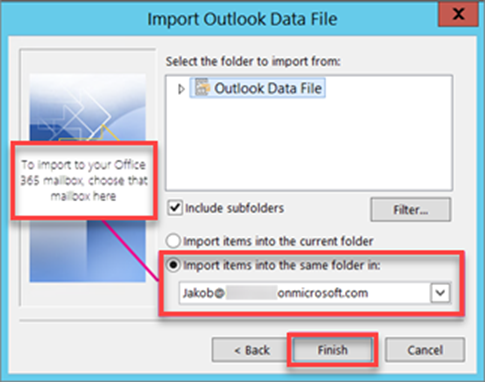 Import Outlook Data File
X
Select the folder to import from:
Outlook Data File
To import to your Office
365 mailbox, choose that
mailbox here
Include subfolders
Filter...
Import items into the current folder
Import items into the same folder in:
Jakob@ onmicrosoft.com
< Back
Finish
Cancel